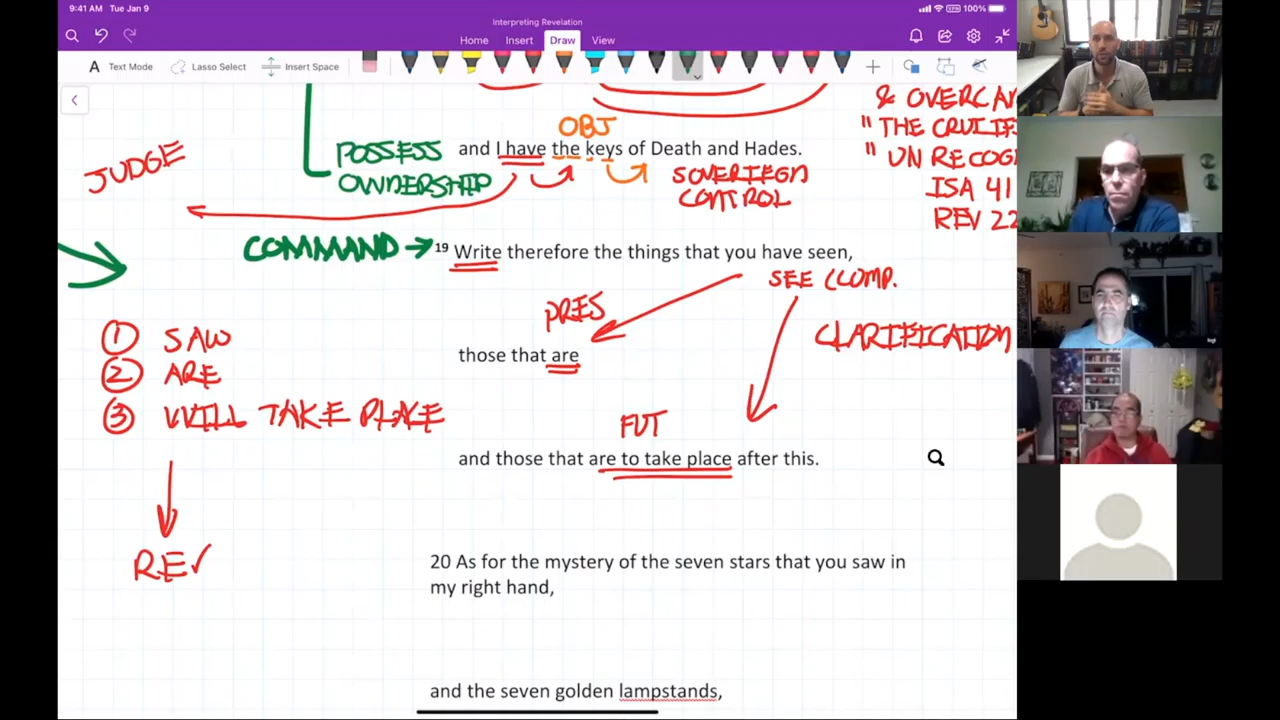 9:41 AM Tue Jan 9
100%
Interpreting Revelation
Home Insert Draw View
Text Mode Lasso Select Insert Space
& OVERCA
OBJ
"THE CRUCIF
JUDGE
POSSESS
OWNERSHIP
and I have the keys of Death and Hades.
SOVERIEGN
CONTROL
"UN RECOG
ISA 41
REV 22
COMMAND → 19 Write therefore the things that you have seen,
SEE (COMP.
PRES
CLARIFICATION
① SAW
② ARE
③ WILL TAKE PLACE
those that are
FUT
and those that are to take place after this.
REV
20 As for the mystery of the seven stars that you saw in
my right hand,
and the seven golden lampstands,